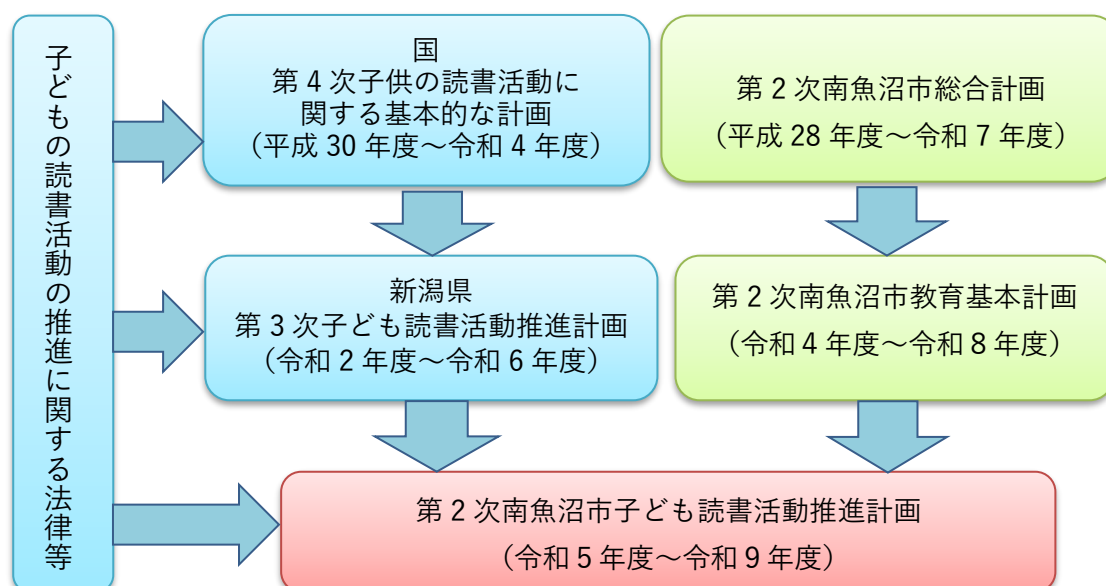 子どもの読書活動の推進に関する法律等
国
第 4 次子供の読書活動に
関する基本的な計画
（平成 30 年度～令和 4 年度）
第 2 次南魚沼市総合計画
（平成 28 年度～令和 7 年度）
新潟県
第 3 次子ども読書活動推進計画
（令和 2 年度～令和 6 年度）
第 2 次南魚沼市教育基本計画
（令和 4 年度～令和 8 年度）
第 2 次南魚沼市子ども読書活動推進計画
（令和 5 年度～令和 9 年度）